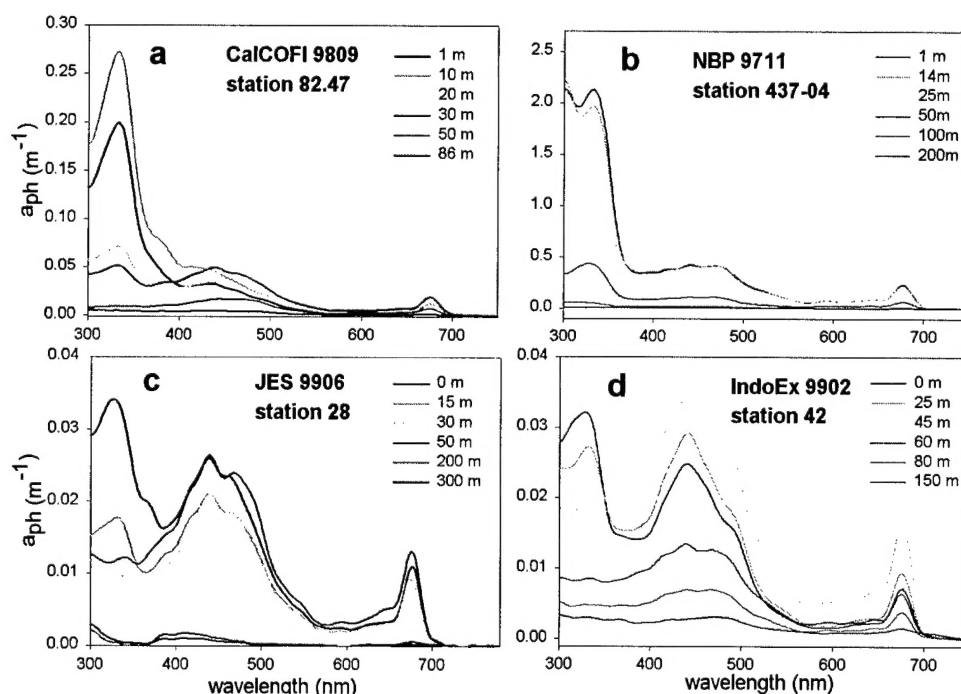 a
CalCOFI 9809
station 82.47
1 m
10 m
20 m
30 m
50 m
86 m
0.30
0.25
0.20
0.15
0.10
0.05
0.00
aph (m-1)
300 400 500 600 700
b
NBP 9711
station 437-04
1 m
14m
25m
50m
100m
200m
2.5
2.0
1.5
1.0
0.5
0.0
300 400 500 600 700
c
JES 9906
station 28
0 m
15 m
30 m
50 m
200 m
300 m
0.04
0.03
0.02
0.01
0.00
aph (m-1)
300 400 500 600 700
wavelength (nm)
d
IndoEx 9902
station 42
0 m
25 m
45 m
60 m
80 m
150 m
0.04
0.03
0.02
0.01
0.00
300 400 500 600 700
wavelength (nm)